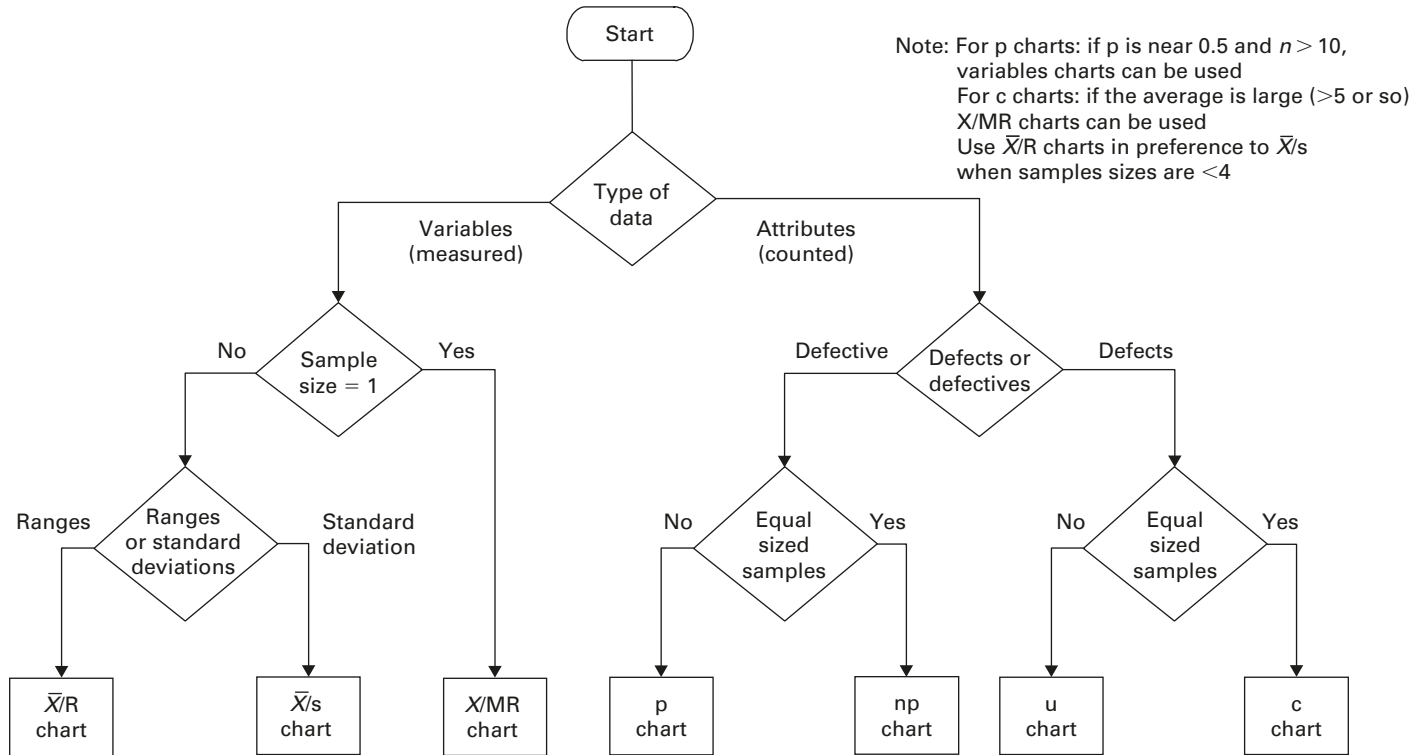 Start
Note: For p charts: if p is near 0.5 and n > 10,
variables charts can be used
For c charts: if the average is large (>5 or so)
X/MR charts can be used
Use X̅/R charts in preference to X̅/s
when samples sizes are <4
Type of
data
Variables
(measured)
Attributes
(counted)
No
Sample
size = 1
Yes
Defective
Defects or
defectives
Defects
Ranges
Ranges
or standard
deviations
Standard
deviation
No
Equal
sized
samples
Yes
No
Equal
sized
samples
Yes
X̅/R
chart
X̅/s
chart
X/MR
chart
p
chart
np
chart
u
chart
c
chart